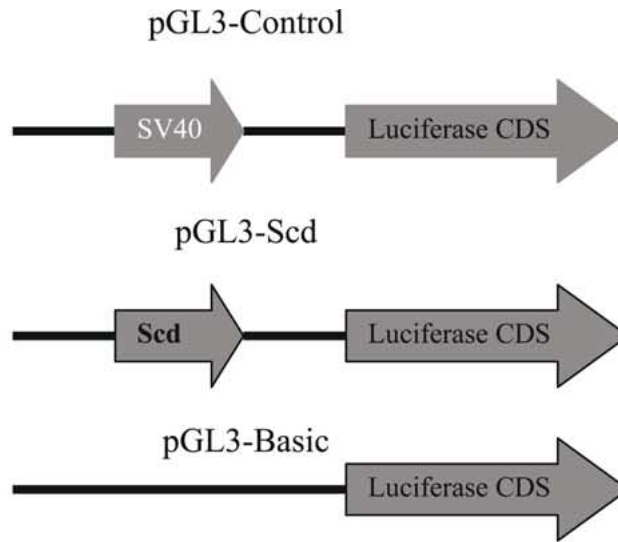 pGL3-Control
SV40
Luciferase CDS
pGL3-Scd
Scd
Luciferase CDS
pGL3-Basic
Luciferase CDS